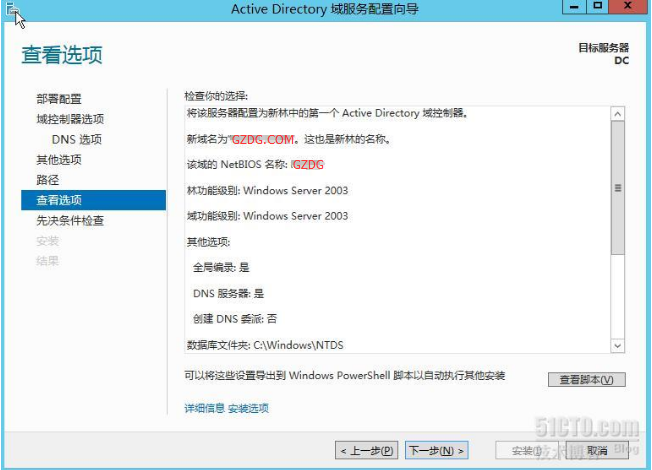 Active Directory 域服务配置向导
查看选项
目标服务器
DC
部署配置
域控制器选项
DNS 选项
其他选项
路径
查看选项
先决条件检查
安装
结果
检查你的选择:
将该服务器配置为新林中的第一个 Active Directory 域控制器。
新域名为"GZDG.COM。这也是新林的名称。
该域的 NetBIOS 名称: GZDG
林功能级别: Windows Server 2003
域功能级别: Windows Server 2003
其他选项:
全局编录: 是
DNS 服务器: 是
创建 DNS 委派: 否
数据库文件夹: C:\Windows\NTDS
可以将这些设置导出到 Windows PowerShell 脚本以自动执行其他安装
查看脚本(V)
详细信息 安装选项
< 上一步(P) 下一步(N) > 安装(I) 取消
51CTO.com
技术博客 Blog